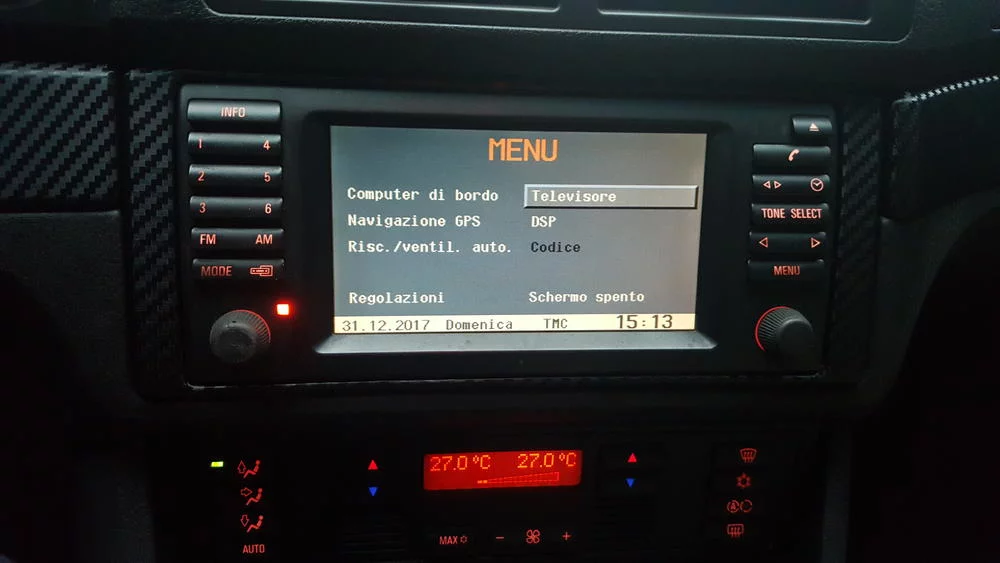 INFO
1 4
2 5
3 6
FM AM
MODE
MENU
Computer di bordo Televisore
Navigazione GPS DSP
Risc./ventil. auto. Codice
Regolazioni Schermo spento
31.12.2017 Domenica TMC 15:13
TONE SELECT
MENU
27.0 °C 27.0 °C
AUTO
MAX - +
A